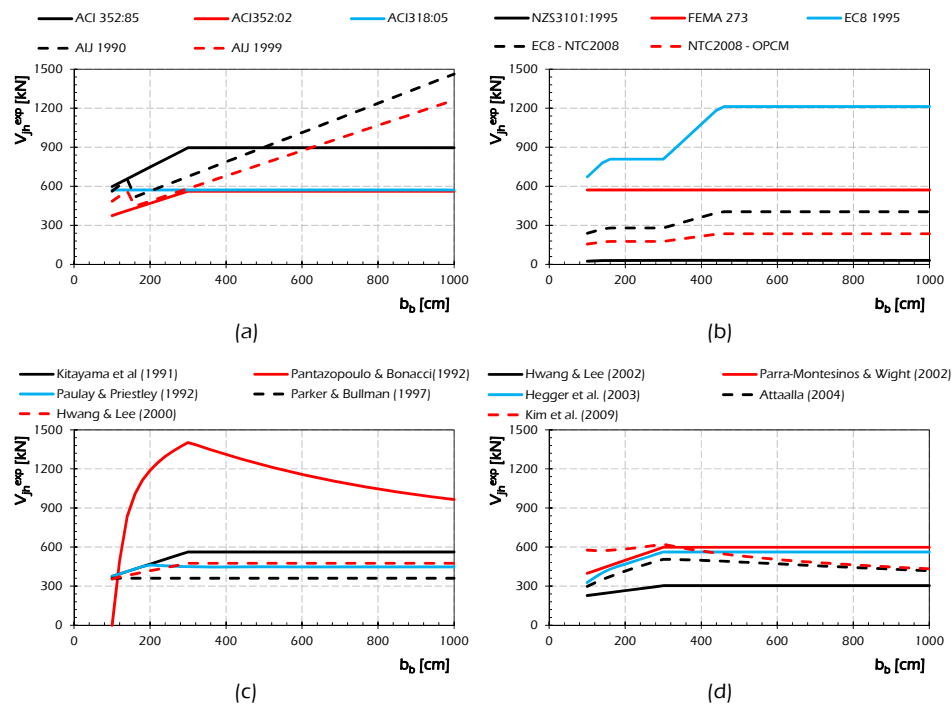 ACI 352:85 ACI352:02 ACI318:05
AIJ 1990 AIJ 1999
V_jh^exp [kN]
1500
1200
900
600
300
0
0 200 400 600 800 1000
b_b [cm]
(a)
NZS3101:1995 FEMA 273 EC8 1995
EC8 - NTC2008 NTC2008 - OPCM
V_jh^exp [kN]
1500
1200
900
600
300
0
0 200 400 600 800 1000
b_b [cm]
(b)
Kitayama et al (1991) Pantazopoulo & Bonacci(1992)
Paulay & Priestley (1992) Parker & Bullman (1997)
Hwang & Lee (2000)
V_jh^exp [kN]
1500
1200
900
600
300
0
0 200 400 600 800 1000
b_b [cm]
(c)
Hwang & Lee (2002) Parra-Montesinos & Wight (2002)
Hegger et al. (2003) Attaalla (2004)
Kim et al. (2009)
V_jh^exp [kN]
1500
1200
900
600
300
0
0 200 400 600 800 1000
b_b [cm]
(d)